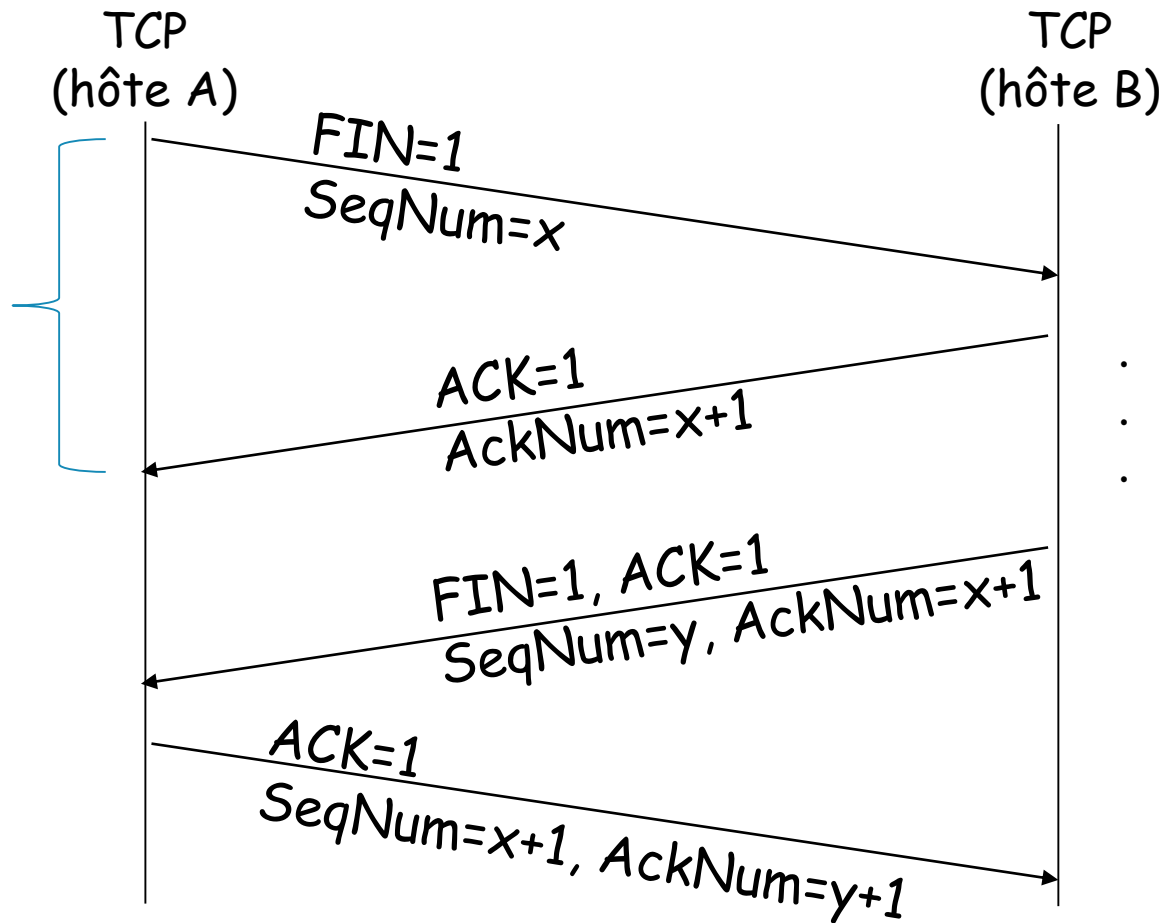 TCP
(hôte A)
TCP
(hôte B)
FIN=1
SeqNum=x
ACK=1
AckNum=x+1
.
.
.
FIN=1, ACK=1
SeqNum=y, AckNum=x+1
ACK=1
SeqNum=x+1, AckNum=y+1